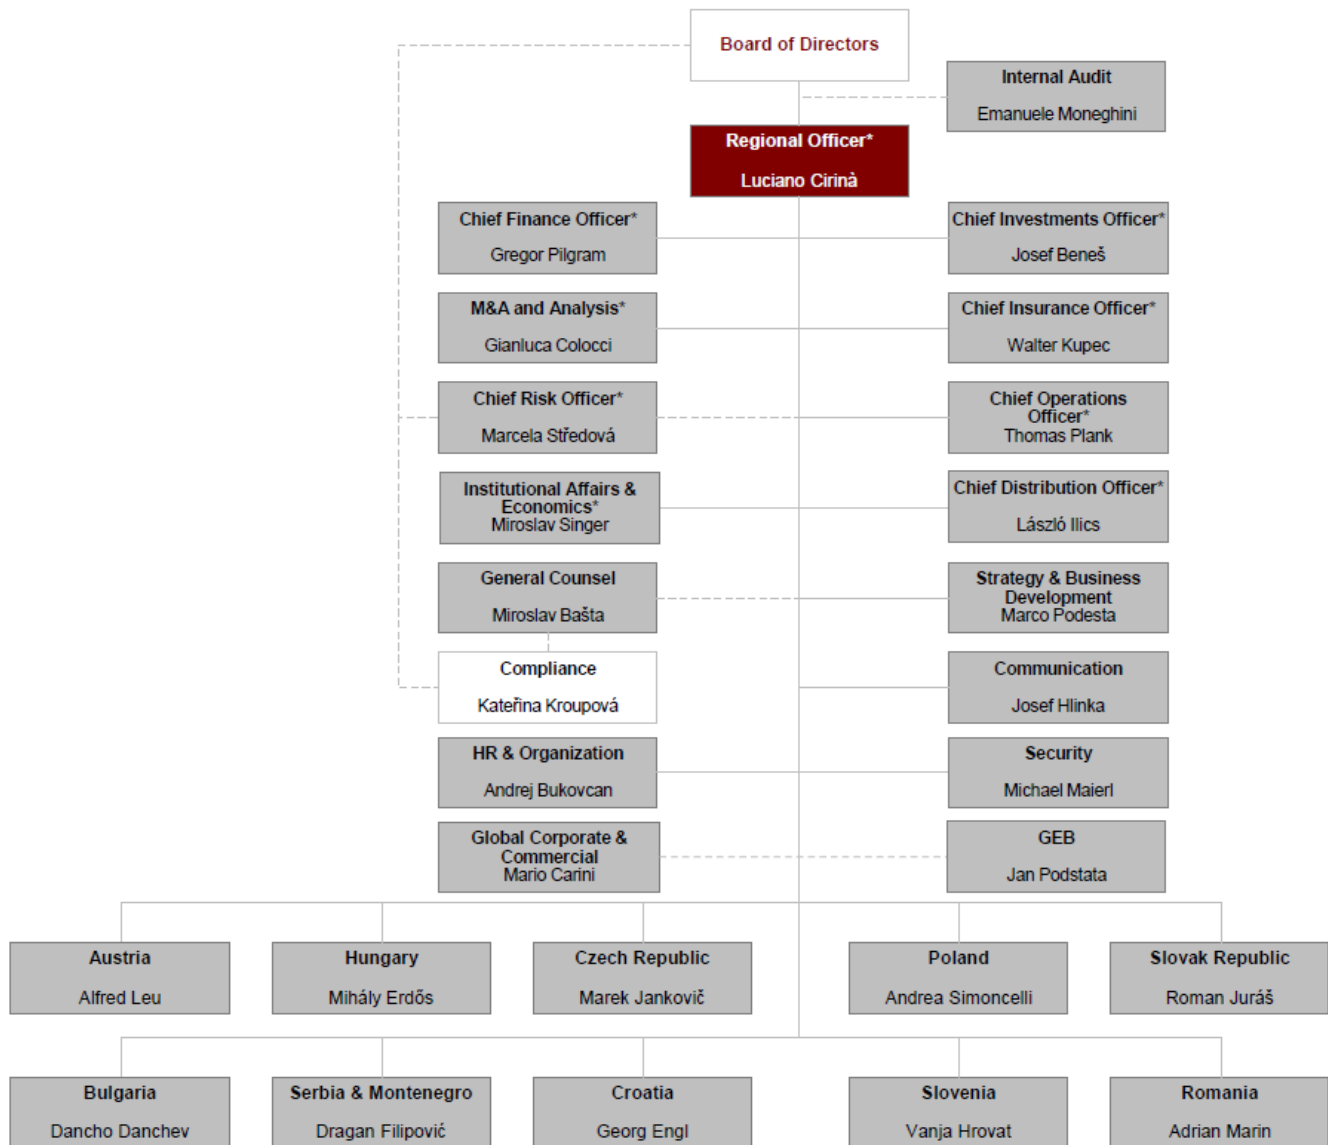 Board of Directors
Internal Audit
Emanuele Moneghini
Regional Officer*
Luciano Cirinà
Chief Finance Officer*
Gregor Pilgram
Chief Investments Officer*
Josef Beneš
M&A and Analysis*
Gianluca Colocci
Chief Insurance Officer*
Walter Kupec
Chief Risk Officer*
Marcela Středová
Chief Operations
Officer*
Thomas Plank
Institutional Affairs &
Economics*
Miroslav Singer
Chief Distribution Officer*
László Ilics
General Counsel
Miroslav Bašta
Strategy & Business
Development
Marco Podesta
Compliance
Kateřina Kroupová
Communication
Josef Hlinka
HR & Organization
Andrej Bukovcan
Security
Michael Maierl
Global Corporate &
Commercial
Mario Carini
GEB
Jan Podstata
Austria
Alfred Leu
Hungary
Mihály Erdős
Czech Republic
Marek Jankovič
Poland
Andrea Simoncelli
Slovak Republic
Roman Juráš
Bulgaria
Dancho Danchev
Serbia & Montenegro
Dragan Filipović
Croatia
Georg Engl
Slovenia
Vanja Hrovat
Romania
Adrian Marin